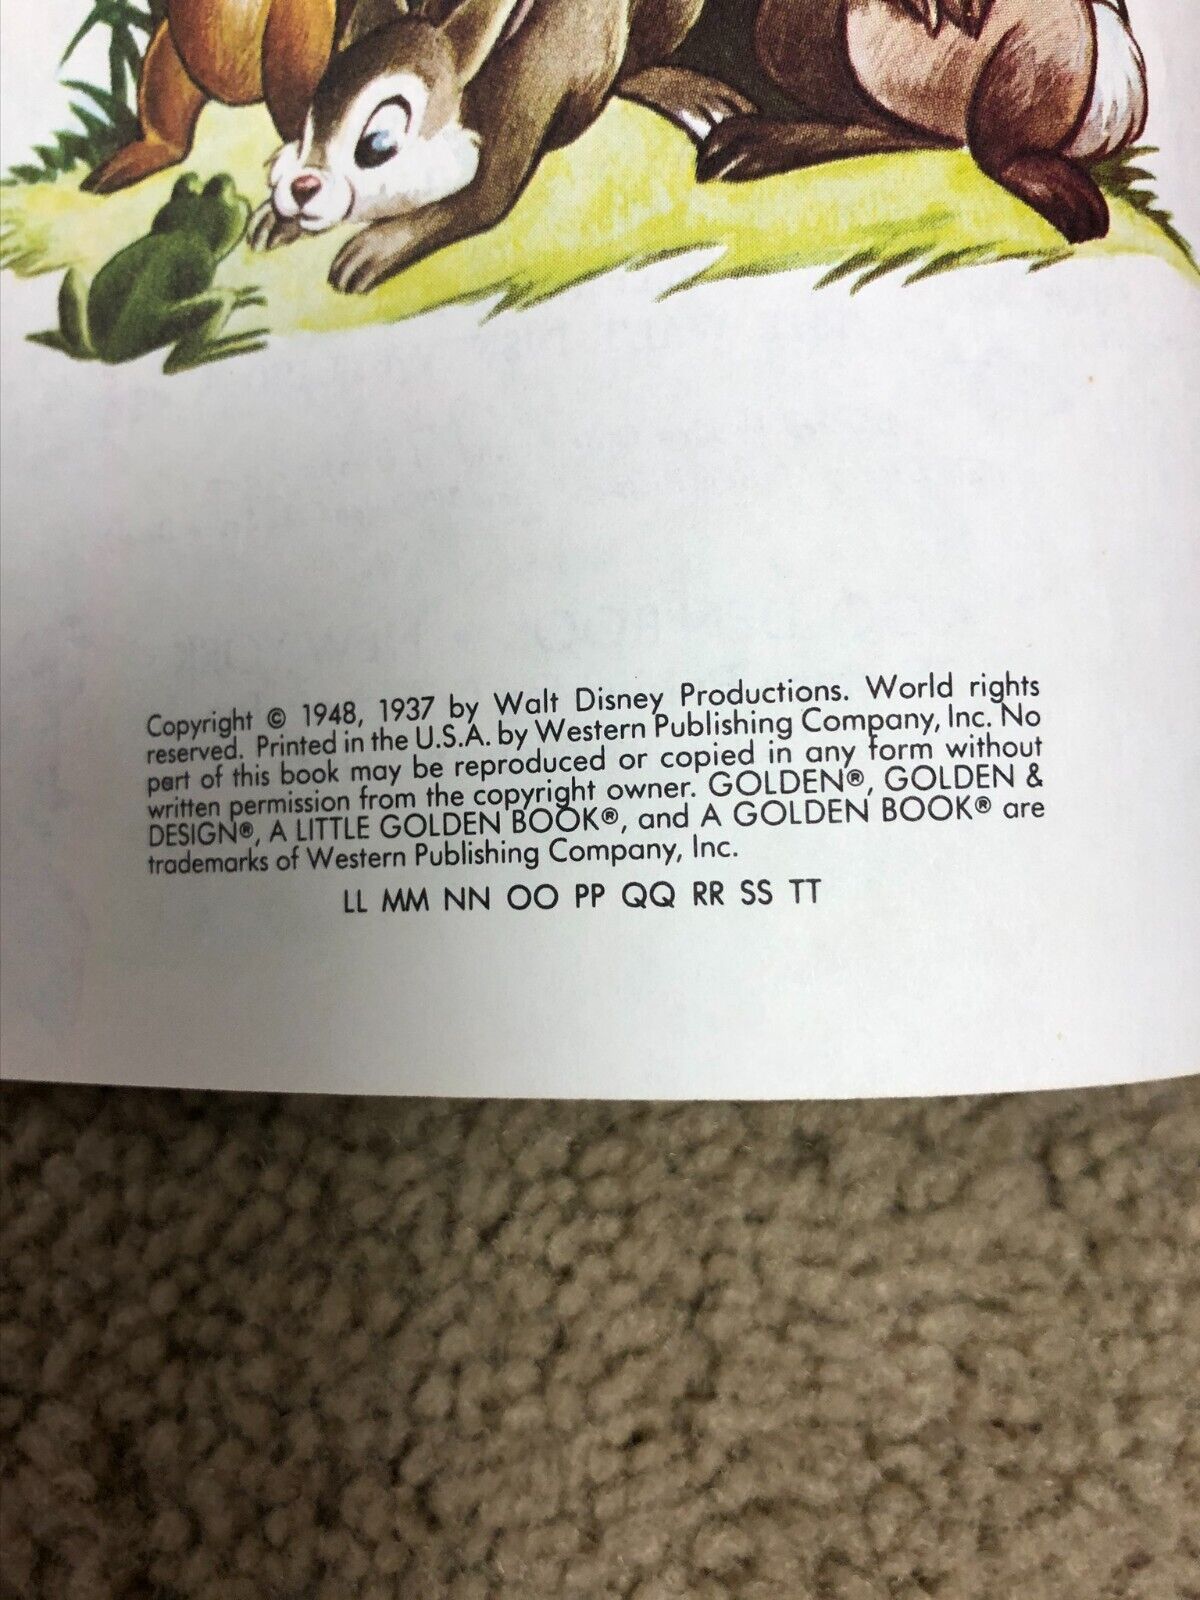 Copyright © 1948, 1937 by Walt Disney Productions. World rights
reserved. Printed in the U.S.A. by Western Publishing Company, Inc. No
part of this book may be reproduced or copied in any form without
written permission from the copyright owner. GOLDEN®, GOLDEN &
DESIGN®, A LITTLE GOLDEN BOOK®, and A GOLDEN BOOK® are
trademarks of Western Publishing Company, Inc.
LL MM NN OO PP QQ RR SS TT